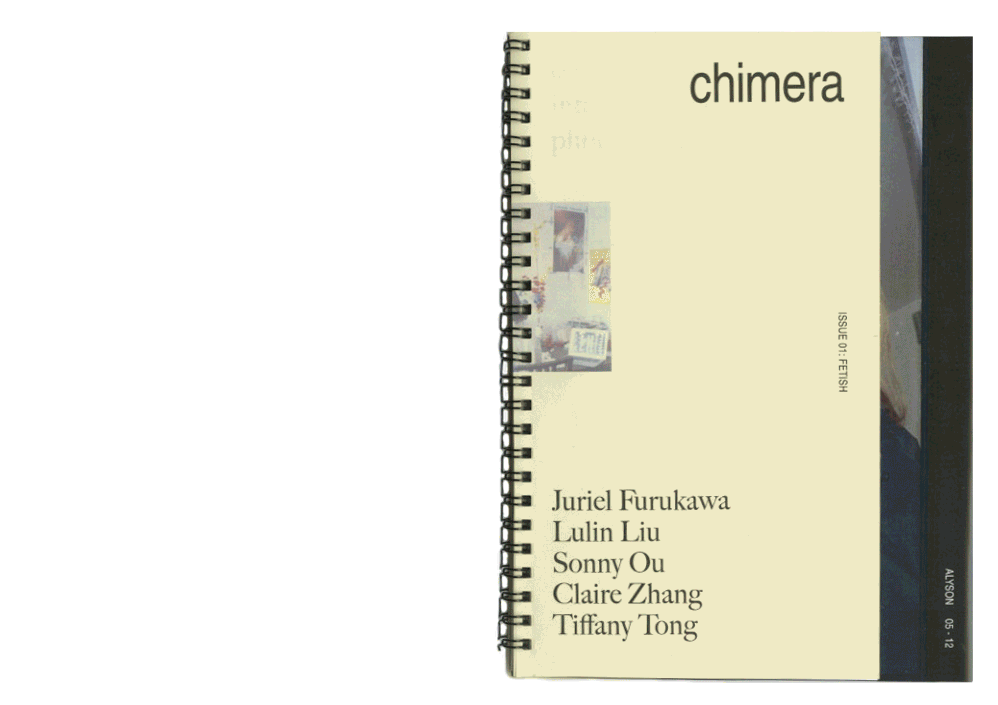 chimera
ISSUE 01: FETISH
Juriel Furukawa
Lulin Liu
Sonny Ou
Claire Zhang
Tiffany Tong
ALYSON 05 - 12